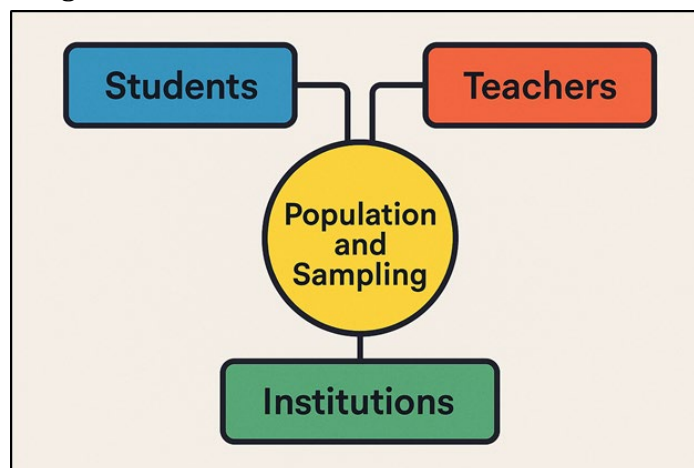 Students
Teachers
Population
and
Sampling
Institutions